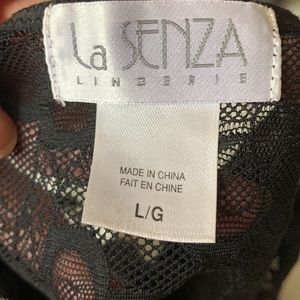 La SENZA
LINGERIE
MADE IN CHINA
FAIT EN CHINE
L/G